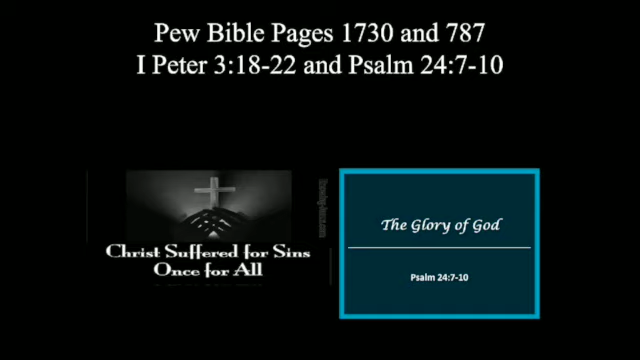 Pew Bible Pages 1730 and 787
I Peter 3:18-22 and Psalm 24:7-10
Christ Suffered for Sins
Once for All
The Glory of God
Psalm 24:7-10